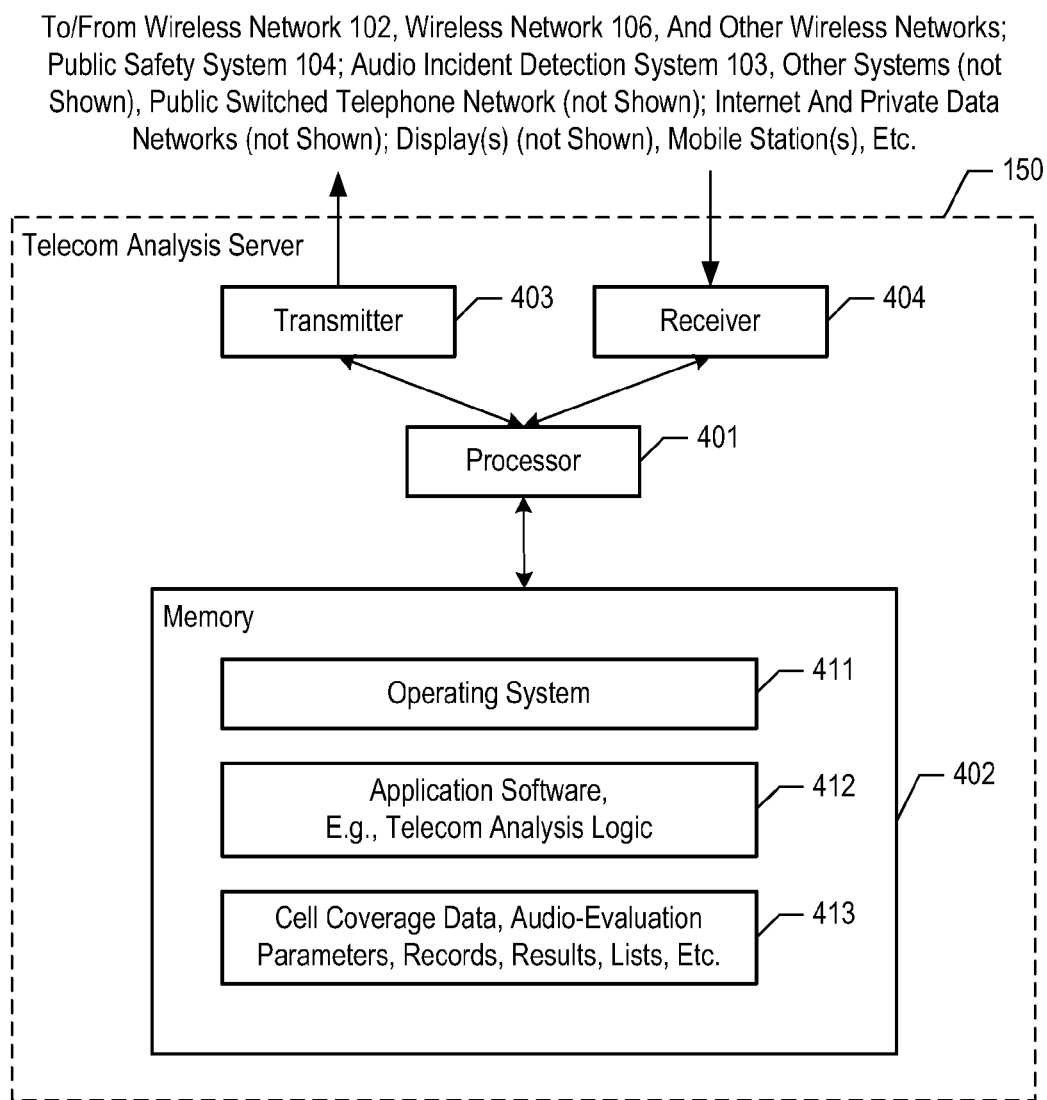 To/From Wireless Network 102, Wireless Network 106, And Other Wireless Networks;
Public Safety System 104; Audio Incident Detection System 103, Other Systems (not
Shown), Public Switched Telephone Network (not Shown); Internet And Private Data
Networks (not Shown); Display(s) (not Shown), Mobile Station(s), Etc.
150
Telecom Analysis Server
Transmitter
403
Receiver
404
Processor
401
Memory
Operating System
411
Application Software,
E.g., Telecom Analysis Logic
412
402
Cell Coverage Data, Audio-Evaluation
Parameters, Records, Results, Lists, Etc.
413